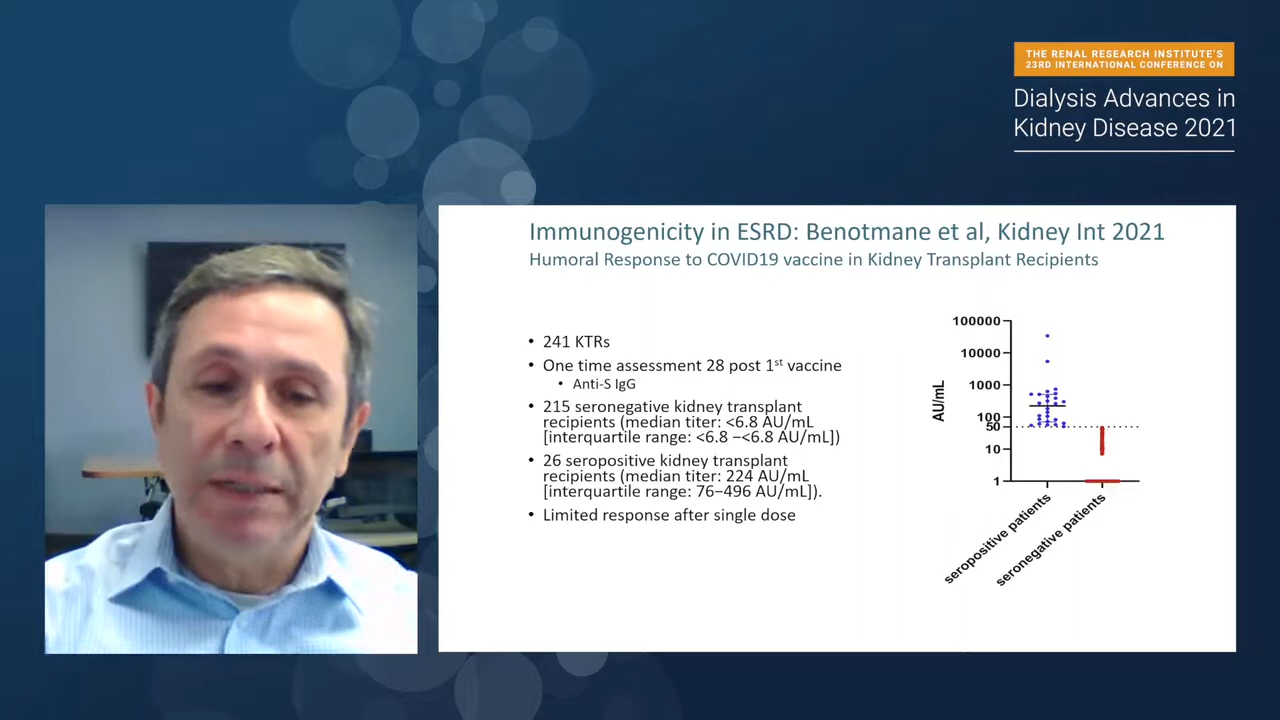 THE RENAL RESEARCH INSTITUTE'S
23RD INTERNATIONAL CONFERENCE ON
Dialysis Advances in
Kidney Disease 2021
Immunogenicity in ESRD: Benotmane et al, Kidney Int 2021
Humoral Response to COVID19 vaccine in Kidney Transplant Recipients
• 241 KTRs
• One time assessment 28 post 1st vaccine
• Anti-S IgG
• 215 seronegative kidney transplant
recipients (median titer: <6.8 AU/mL
[interquartile range: <6.8 –<6.8 AU/mL])
• 26 seropositive kidney transplant
recipients (median titer: 224 AU/mL
[interquartile range: 76–496 AU/mL]).
• Limited response after single dose
AU/mL
100000
10000
1000
100
50
10
1
seropositive patients
seronegative patients